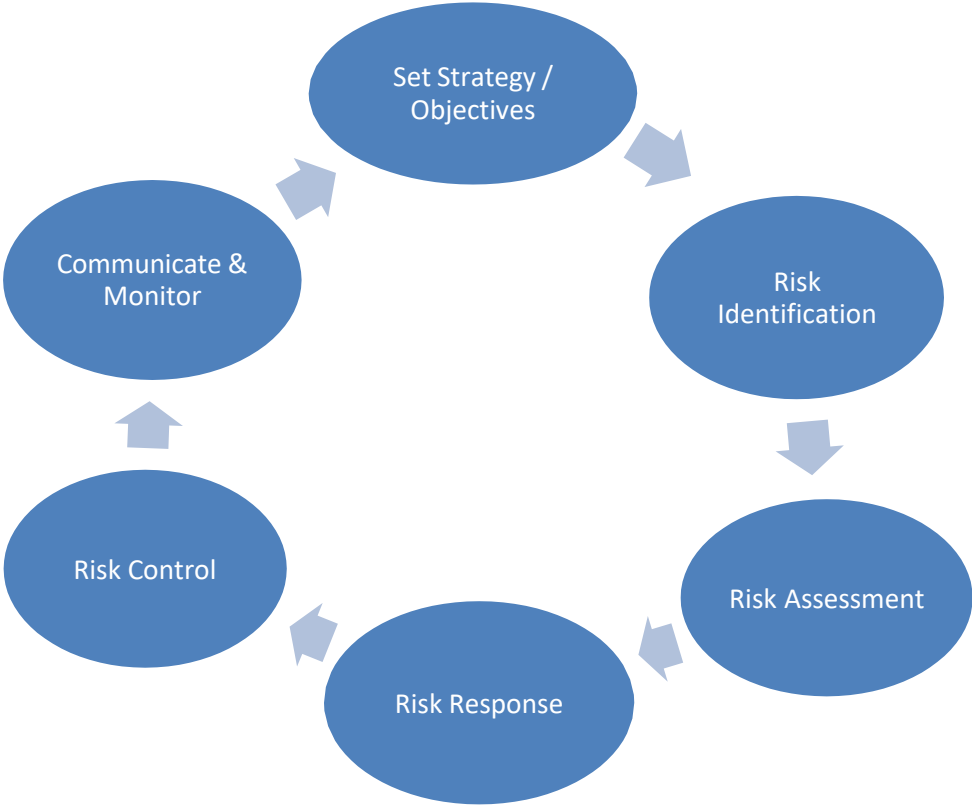 Set Strategy /
Objectives
Risk
Identification
Risk Assessment
Risk Response
Risk Control
Communicate &
Monitor